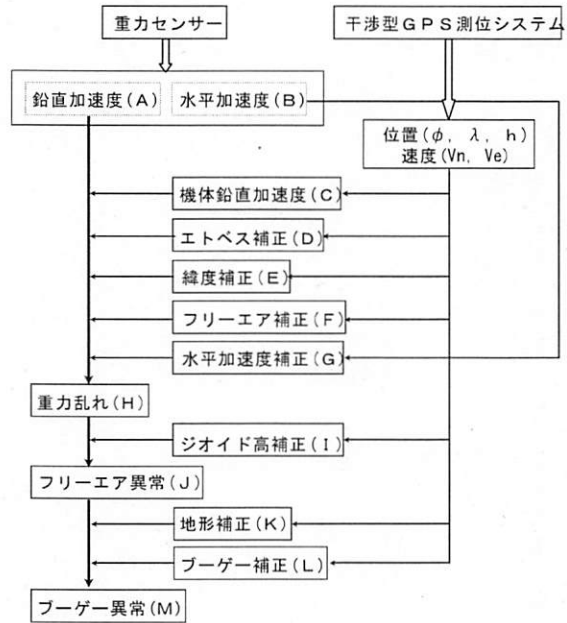 重力センサー
干渉型GPS測位システム
鉛直加速度(A)
水平加速度(B)
位置(φ, λ, h)
速度(Vn, Ve)
機体鉛直加速度(C)
エトベス補正(D)
緯度補正(E)
フリーエア補正(F)
水平加速度補正(G)
重力乱れ(H)
ジオイド高補正(I)
フリーエア異常(J)
地形補正(K)
ブーゲー補正(L)
ブーゲー異常(M)